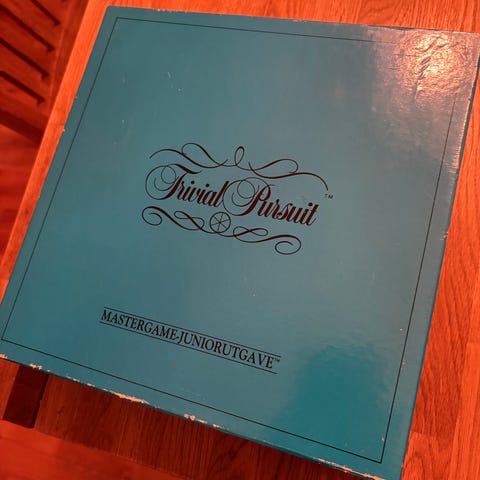 Trivial Pursuit™
MASTERGAME-JUNIORUTGAVE™